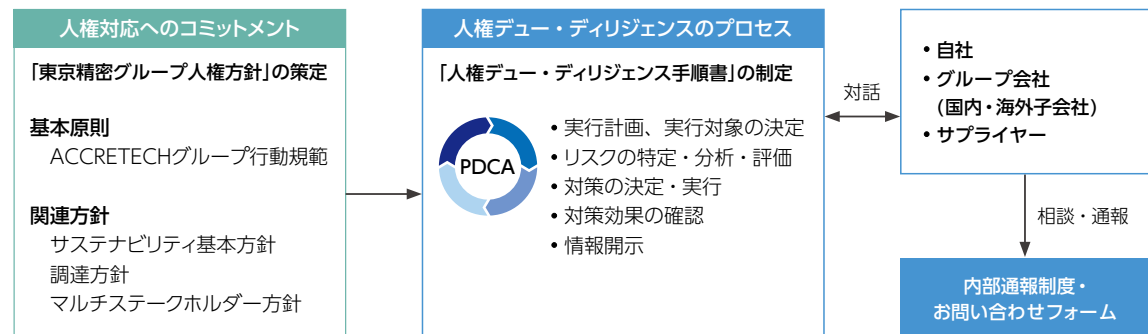 人権対応へのコミットメント
「東京精密グループ人権方針」の策定
基本原則
ACCRETECHグループ行動規範
関連方針
サステナビリティ基本方針
調達方針
マルチステークホルダー方針
人権デュー・ディリジェンスのプロセス
「人権デュー・ディリジェンス手順書」の制定
PDCA
• 実行計画、実行対象の決定
• リスクの特定・分析・評価
• 対策の決定・実行
• 対策効果の確認
• 情報開示
対話
• 自社
• グループ会社
(国内・海外子会社)
• サプライヤー
相談・通報
内部通報制度・
お問い合わせフォーム